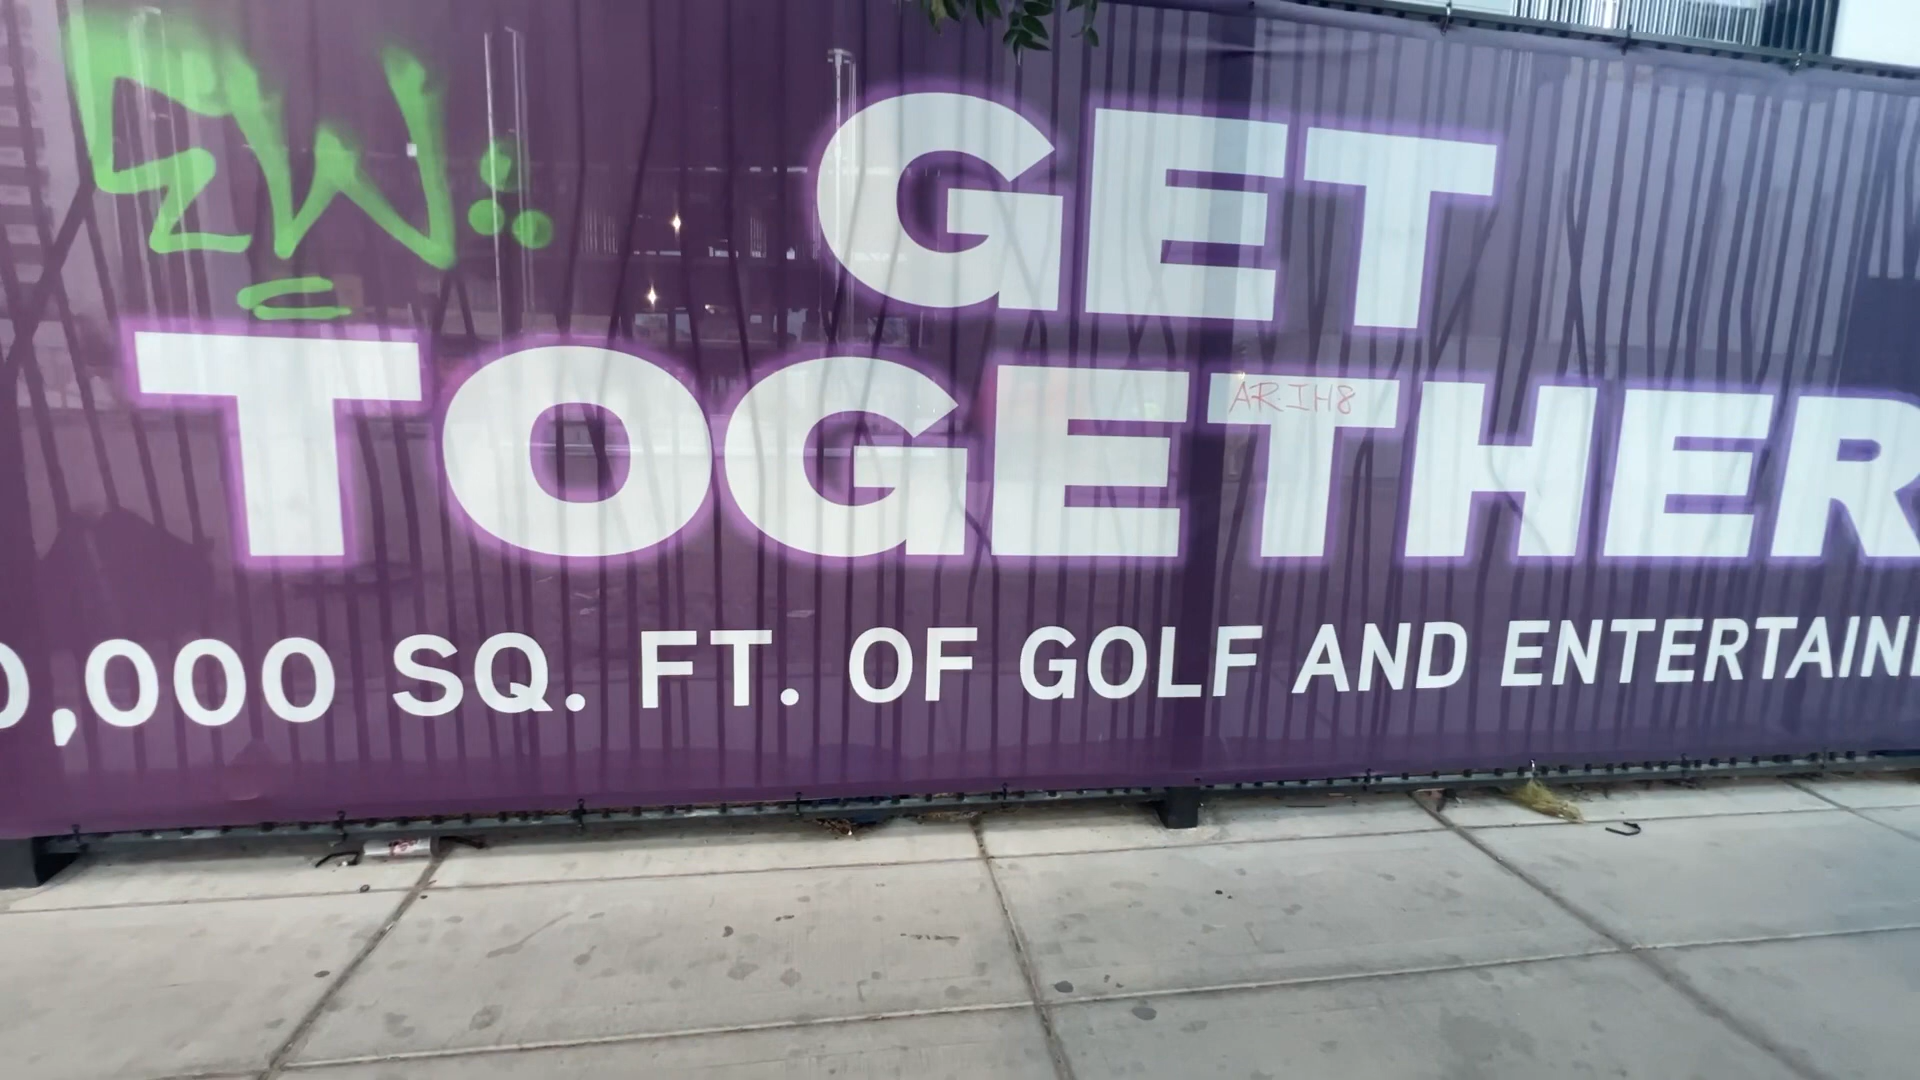 GET
TOGETHER
0,000 SQ. FT. OF GOLF AND ENTERTAIN
AR.IH8